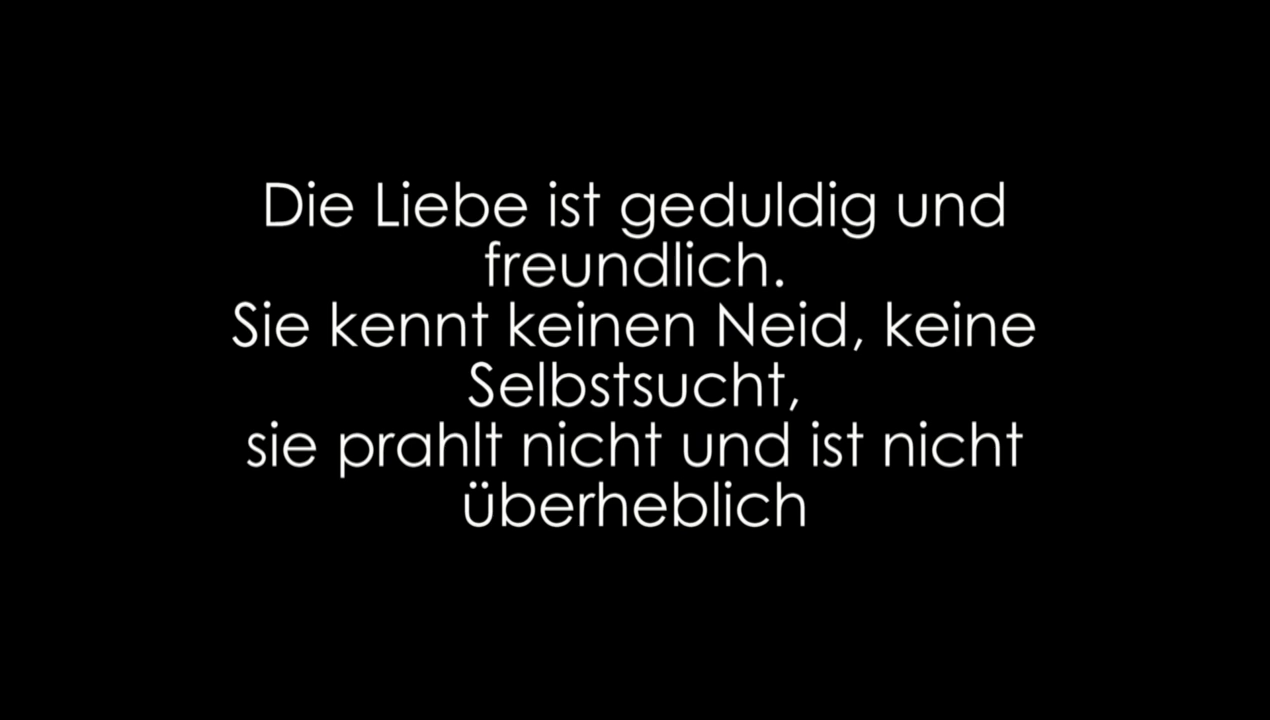 Die Liebe ist geduldig und
freundlich.
Sie kennt keinen Neid, keine
Selbstsucht,
sie prahlt nicht und ist nicht
überheblich